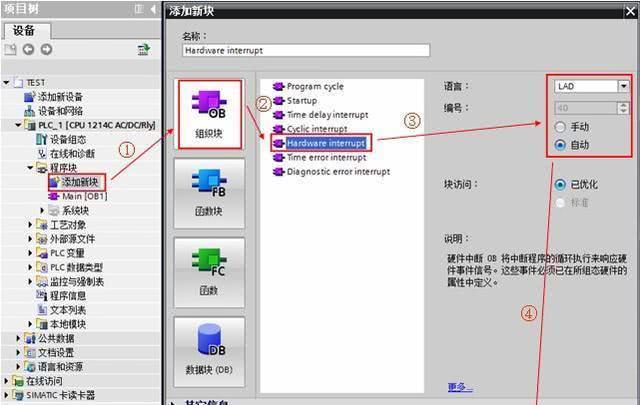 项目树
设备
TEST
添加新设备
设备和网络
PLC_1 [CPU 1214C AC/DC/Rly]
设备组态
在线和诊断
程序块
添加新块
Main [OB1]
系统块
工艺对象
外部源文件
PLC 变量
PLC 数据类型
监控与强制表
程序信息
文本列表
本地模块
公共数据
文档设置
语言和资源
在线访问
SIMATIC 卡读卡器
①
添加新块
名称:
Hardware interrupt
OB
组织块
FB
函数块
FC
函数
DB
数据块 (DB)
②
Program cycle
Startup
Time delay interrupt
Cyclic interrupt
Hardware interrupt
Time error interrupt
Diagnostic error interrupt
③
语言:
LAD
编号:
40
手动
自动
块访问:
已优化
标准
说明:
硬件中断 OB 将中断程序的循环执行来响应硬
件事件信号。这些事件必须已在所组态硬件的
属性中定义。
④
更多...
其它信息